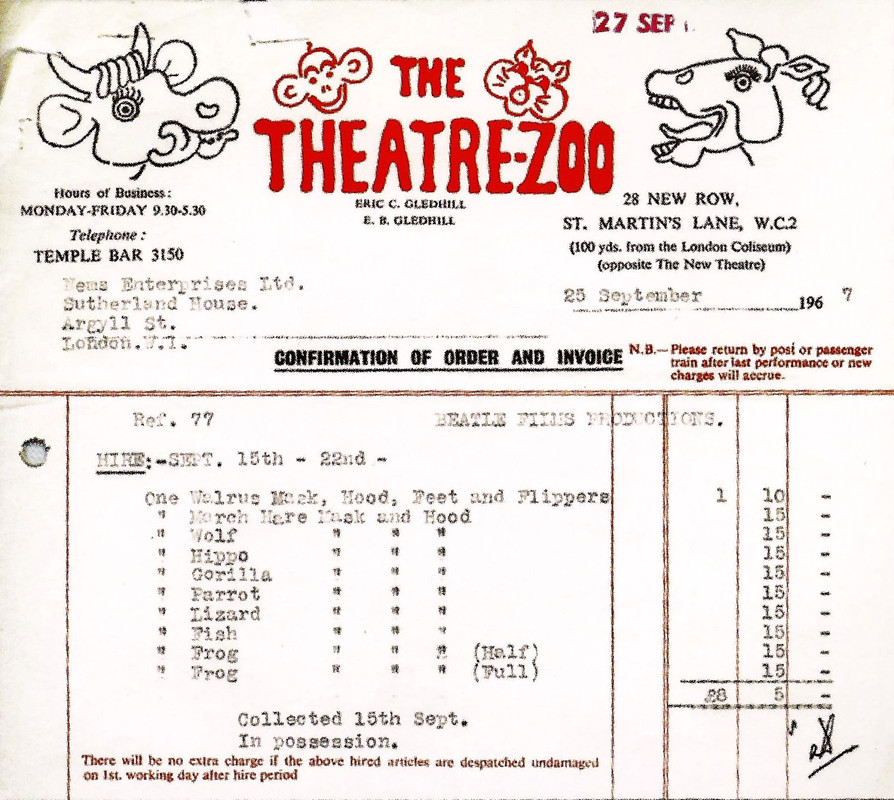 27 SEP
THE
THEATRE-ZOO
ERIC C. GLEDHILL
E. B. GLEDHILL
Hours of Business:
MONDAY-FRIDAY 9.30-5.30
Telephone:
TEMPLE BAR 3150
28 NEW ROW,
ST. MARTIN'S LANE, W.C.2
(100 yds. from the London Coliseum)
(opposite The New Theatre)
Nems Enterprises Ltd.
Sutherland House.
Argyll St.
London.W.I.
25 September 196 7
CONFIRMATION OF ORDER AND INVOICE
N.B.—Please return by post or passenger
train after last performance or new
charges will accrue.
Ref. 77 BEATLE FILMS PRODUCTIONS.
HIRE:-SEPT. 15th - 22nd -
One Walrus Mask, Hood, Feet and Flippers 1 10 -
" March Hare Mask and Hood 15 -
" Wolf " " " 15 -
" Hippo " " " 15 -
" Gorilla " " " 15 -
" Parrot " " " 15 -
" Lizard " " " 15 -
" Fish " " " 15 -
" Frog " " " (Half) 15 -
" Frog " " " (Full) 15 -
£8 5 -
Collected 15th Sept.
In possession.
There will be no extra charge if the above hired articles are despatched undamaged
on 1st. working day after hire period